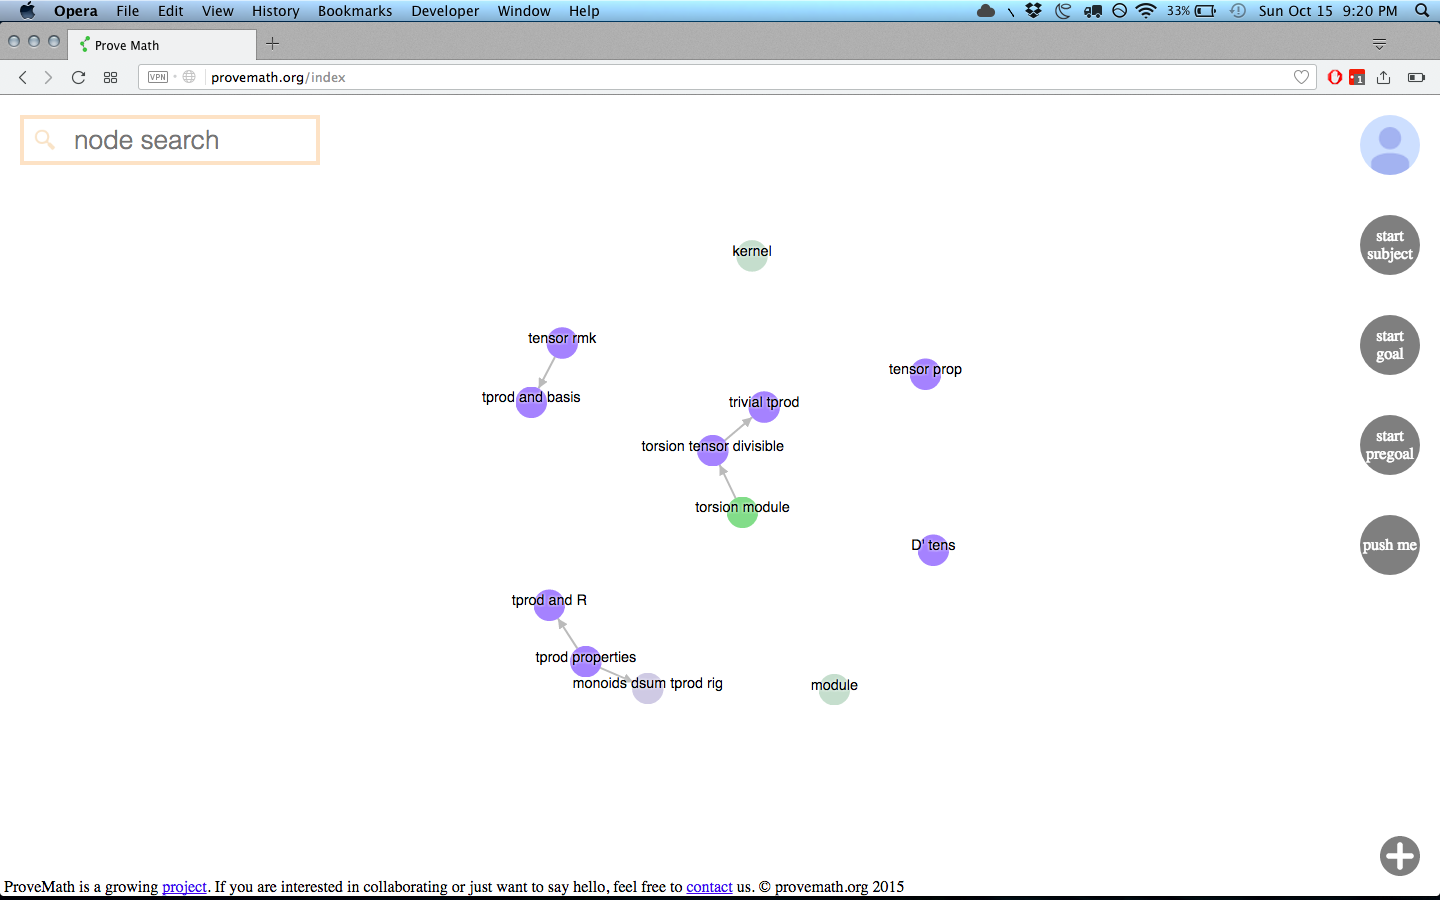 Opera File Edit View History Bookmarks Developer Window Help 33% Sun Oct 15 9:20 PM
Prove Math
VPN provemath.org/index 1
node search
start
subject
kernel
start
goal
tensor rmk
tensor prop
tprod and basis
trivial tprod
start
pregoal
torsion tensor divisible
torsion module
D' tens
push me
tprod and R
tprod properties
monoids dsum tprod rig
module
ProveMath is a growing project. If you are interested in collaborating or just want to say hello, feel free to contact us. © provemath.org 2015